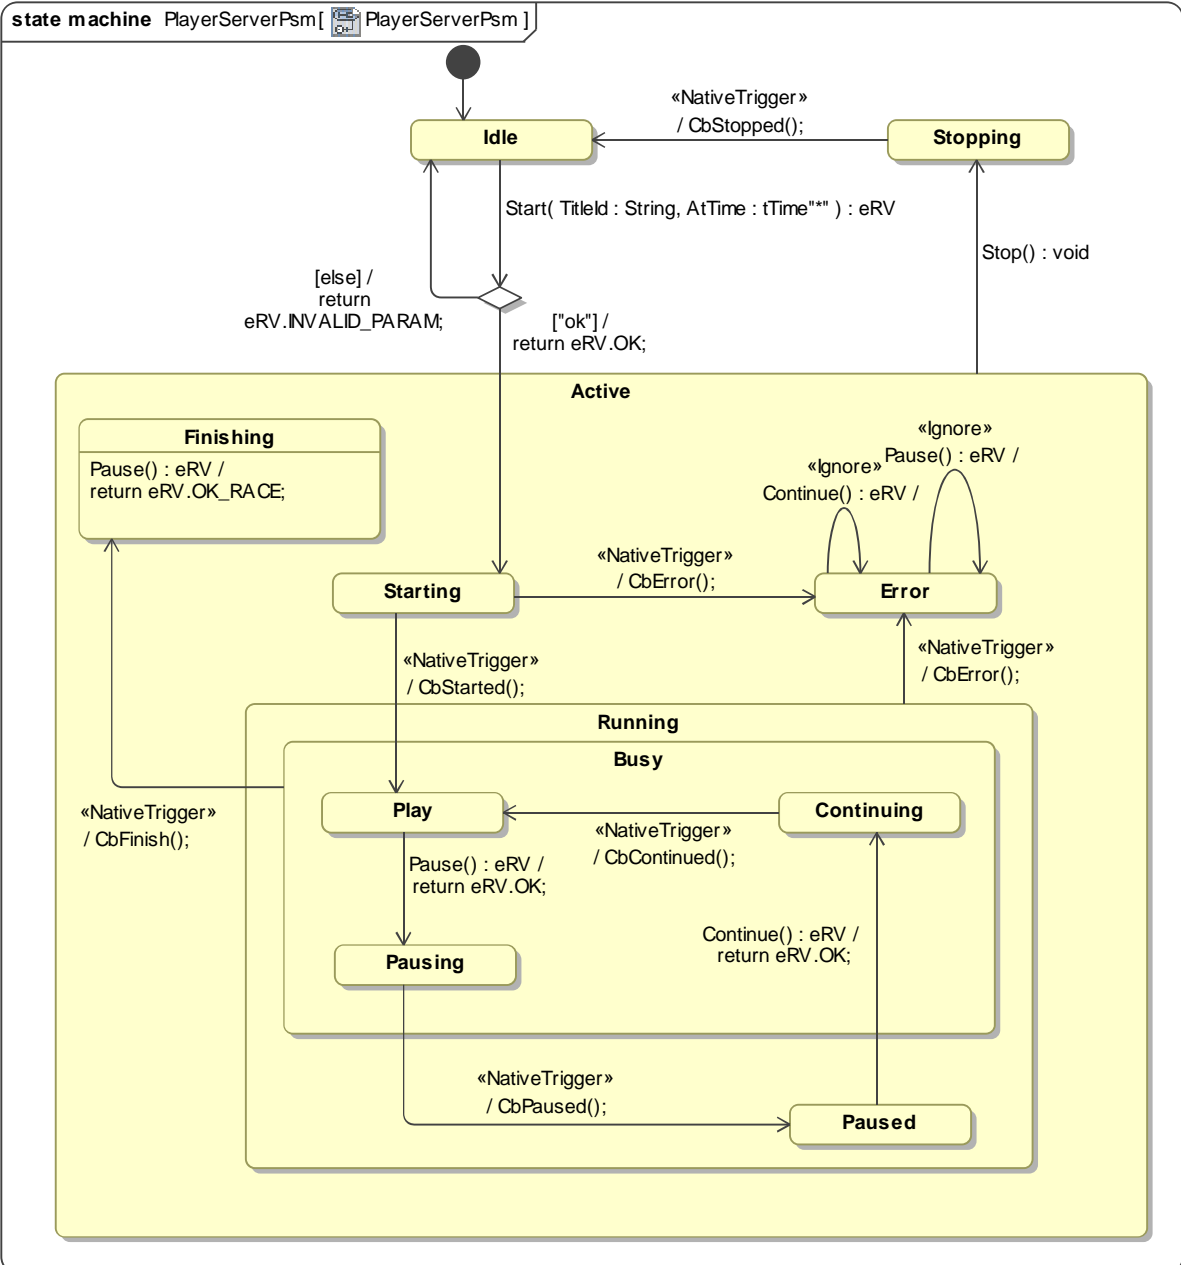 state machine PlayerServerPsm[ PlayerServerPsm ]
Idle
«NativeTrigger»
/ CbStopped();
Stopping
Start( TitleId : String, AtTime : tTime"*" ) : eRV
Stop() : void
[else] /
return
eRV.INVALID_PARAM;
["ok"] /
return eRV.OK;
Active
Finishing
Pause() : eRV /
return eRV.OK_RACE;
«Ignore»
Pause() : eRV /
«Ignore»
Continue() : eRV /
Starting
«NativeTrigger»
/ CbError();
Error
«NativeTrigger»
/ CbStarted();
«NativeTrigger»
/ CbError();
Running
Busy
«NativeTrigger»
/ CbFinish();
Play
«NativeTrigger»
/ CbContinued();
Continuing
Pause() : eRV /
return eRV.OK;
Continue() : eRV /
return eRV.OK;
Pausing
«NativeTrigger»
/ CbPaused();
Paused